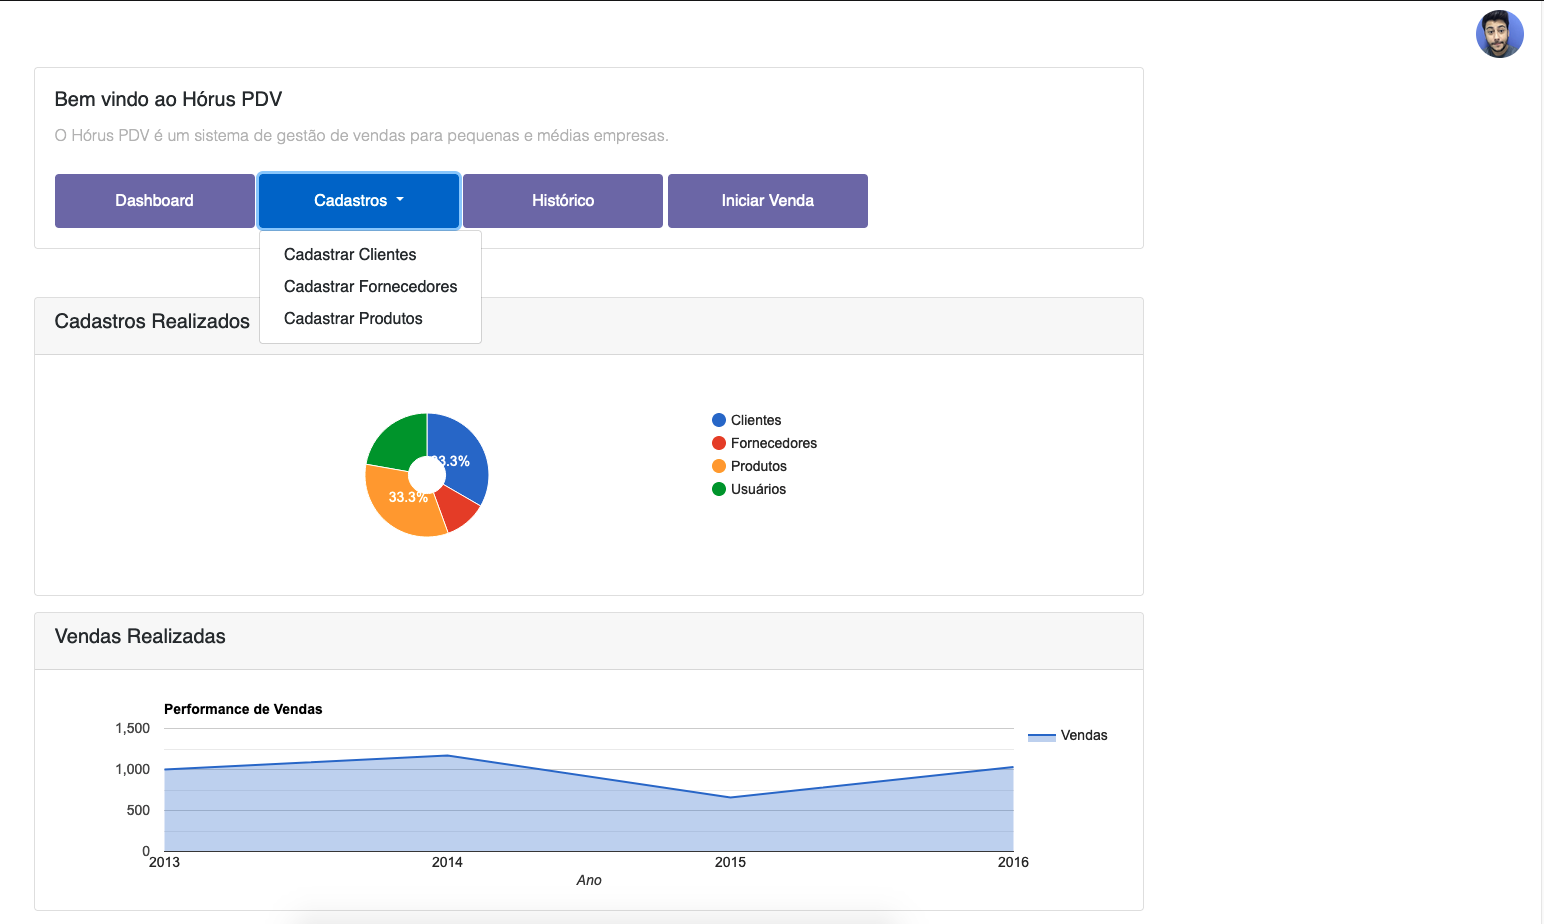 Bem vindo ao Hórus PDV
O Hórus PDV é um sistema de gestão de vendas para pequenas e médias empresas.
Dashboard
Cadastros
Histórico
Iniciar Venda
Cadastrar Clientes
Cadastrar Fornecedores
Cadastrar Produtos
Cadastros Realizados
33.3%
33.3%
Clientes
Fornecedores
Produtos
Usuários
Vendas Realizadas
Performance de Vendas
1,500
1,000
500
0
2013
2014
2015
2016
Ano
Vendas